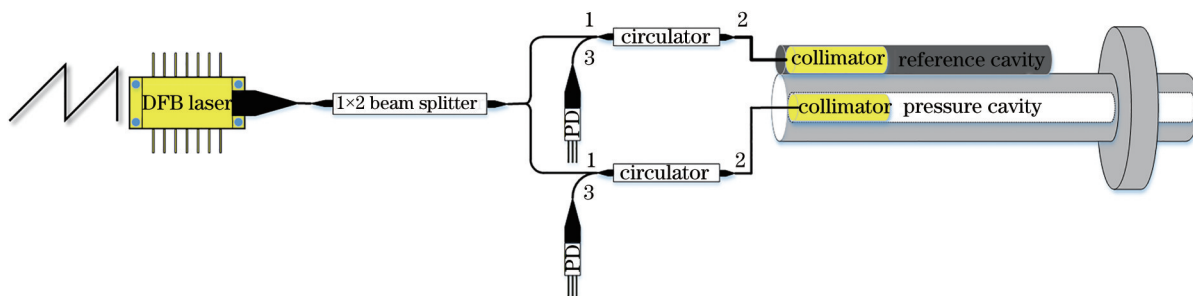 DFB laser
1×2 beam splitter
1
3
circulator
2
PD
collimator
reference cavity
collimator
pressure cavity
1
3
circulator
2
PD